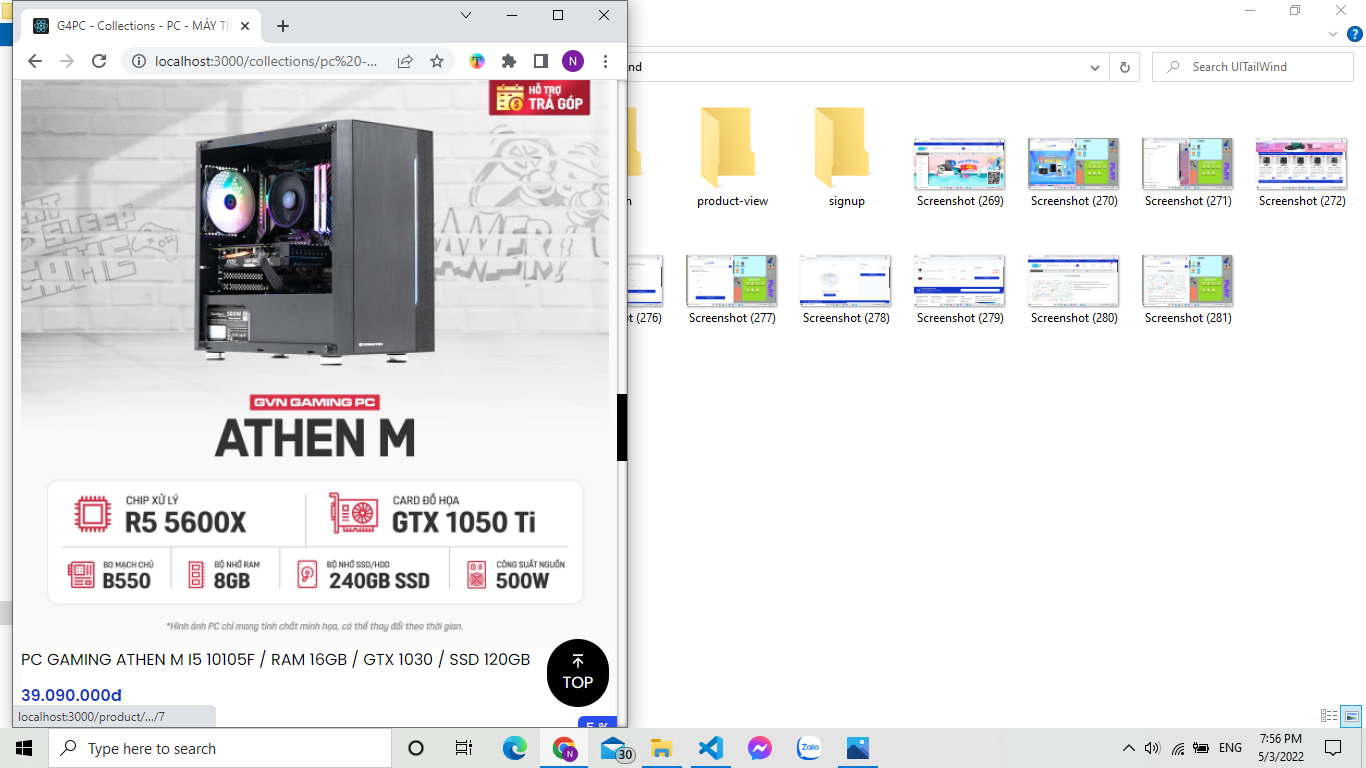 G4PC - Collections - PC - MÁY TÍ
localhost:3000/collections/pc%20-...
N
HỖ TRỢ
TRẢ GÓP
500W
GVN GAMING PC
ATHEN M
CHIP XỬ LÝ
R5 5600X
CARD ĐỒ HỌA
GTX 1050 Ti
BO MẠCH CHỦ
B550
BỘ NHỚ RAM
8GB
BỘ NHỚ SSD/HDD
240GB SSD
CÔNG SUẤT NGUỒN
500W
*Hình ảnh PC chỉ mang tính chất minh họa, có thể thay đổi theo thời gian.
PC GAMING ATHEN M I5 10105F / RAM 16GB / GTX 1030 / SSD 120GB
39.090.000đ
TOP
localhost:3000/product/.../7
5 %
nd
Search UITailWind
product-view
signup
Screenshot (269)
Screenshot (270)
Screenshot (271)
Screenshot (272)
ot (276)
Screenshot (277)
Screenshot (278)
Screenshot (279)
Screenshot (280)
Screenshot (281)
Type here to search
N
30
Zalo
ENG
7:56 PM
5/3/2022